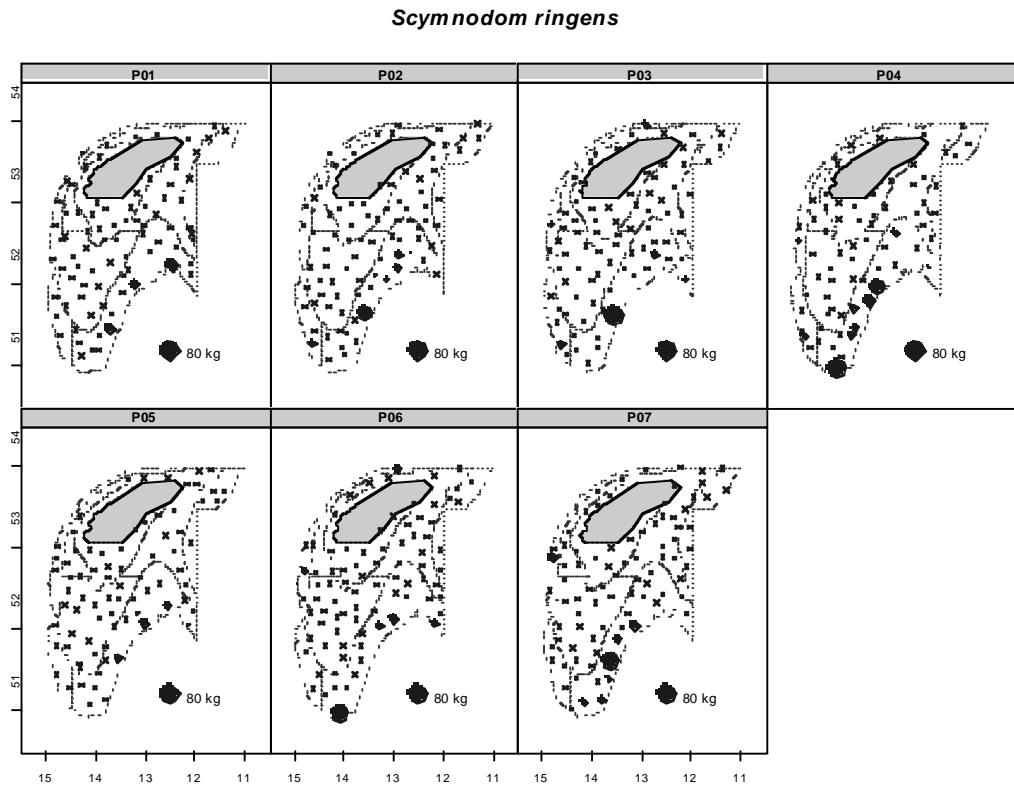 Scymnodom ringens
P01 P02 P03 P04
54
53
52
51
80 kg 80 kg 80 kg 80 kg
P05 P06 P07
54
53
52
51
80 kg 80 kg 80 kg
15 14 13 12 11 15 14 13 12 11 15 14 13 12 11